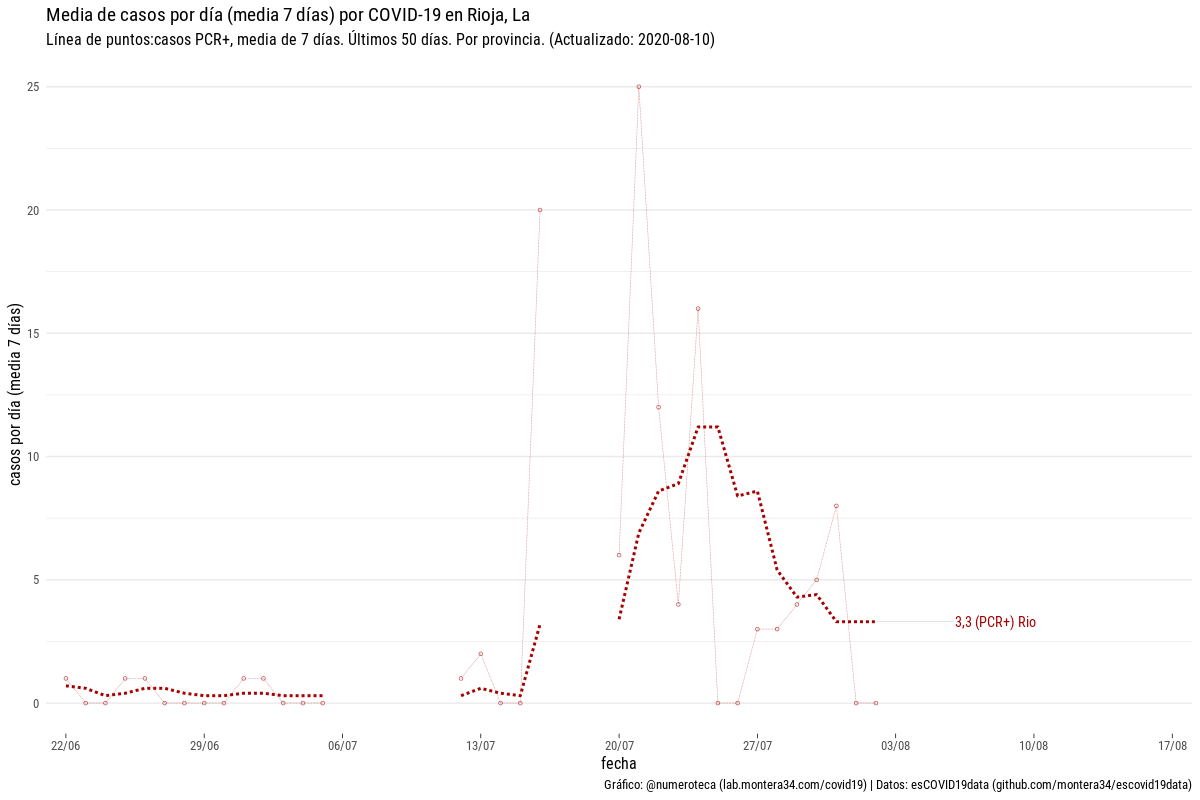 Media de casos por día (media 7 días) por COVID-19 en Rioja, La
Línea de puntos:casos PCR+, media de 7 días. Últimos 50 días. Por provincia. (Actualizado: 2020-08-10)
casos por día (media 7 días)
25
20
15
10
5
0
3,3 (PCR+) Rio
22/06 29/06 06/07 13/07 20/07 27/07 03/08 10/08 17/08
fecha
Gráfico: @numeroteca (lab.montera34.com/covid19) | Datos: esCOVID19data (github.com/montera34/escovid19data)